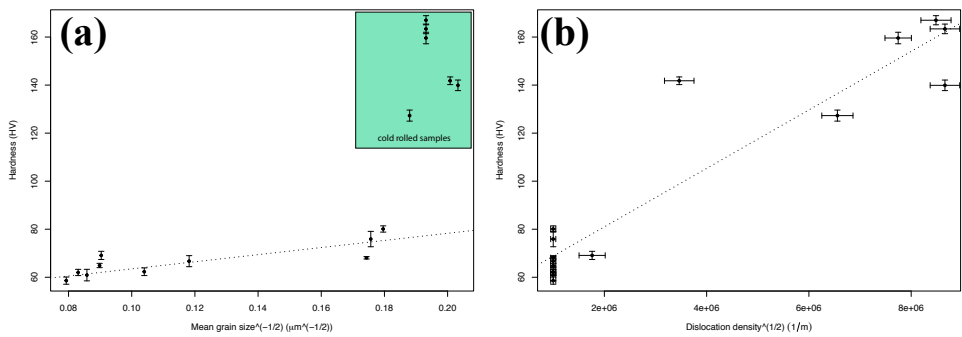 (a)
160
140
120
100
80
60
Hardness (HV)
cold rolled samples
0.08 0.10 0.12 0.14 0.16 0.18 0.20
Mean grain size^(−1/2) (μm^(−1/2))
(b)
160
140
120
100
80
60
Hardness (HV)
2e+06 4e+06 6e+06 8e+06
Dislocation density^(1/2) (1/m)